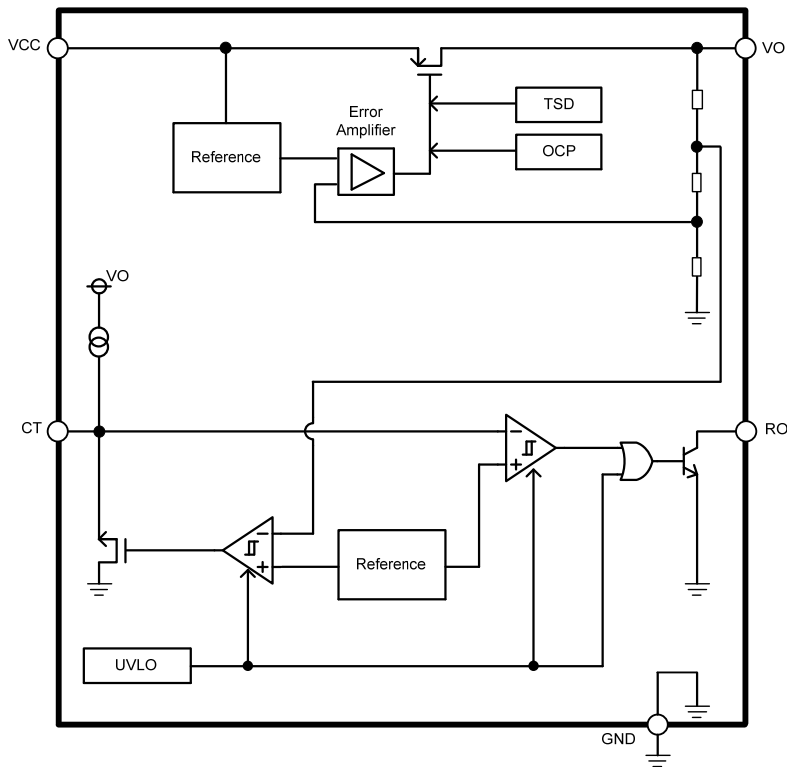 VCC
VO
TSD
Error
Amplifier
Reference
OCP
VO
CT
RO
−
+
−
+
Reference
UVLO
GND